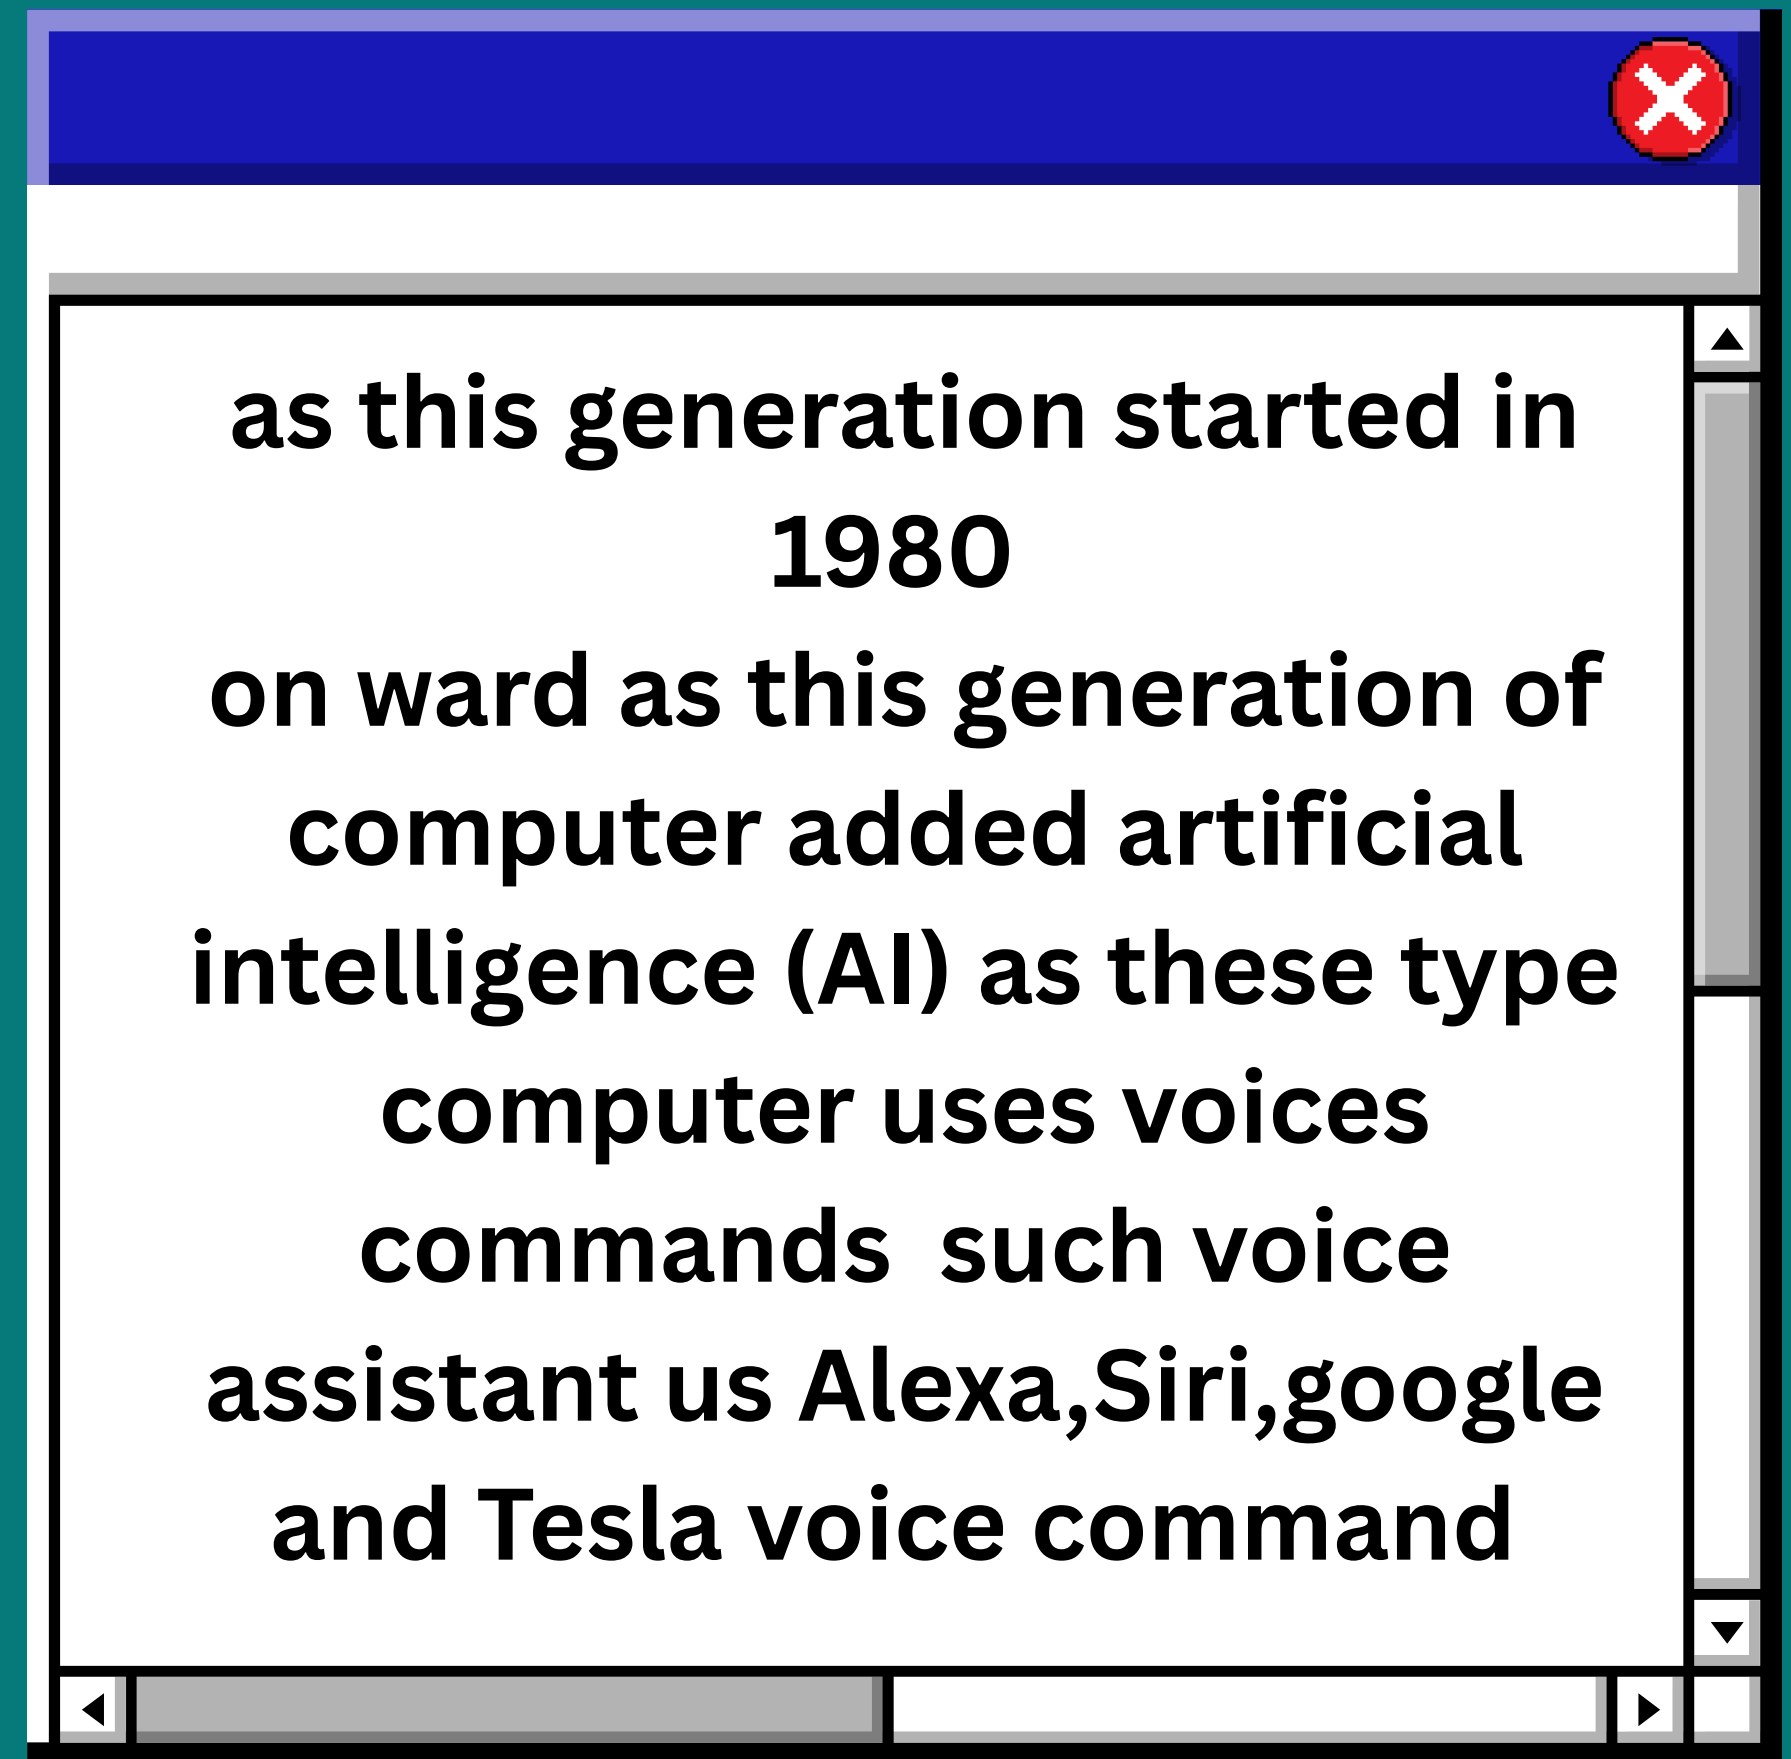 as this generation started in
1980
on ward as this generation of
computer added artificial
intelligence (AI) as these type
computer uses voices
commands  such voice
assistant us Alexa,Siri,google
and Tesla voice command